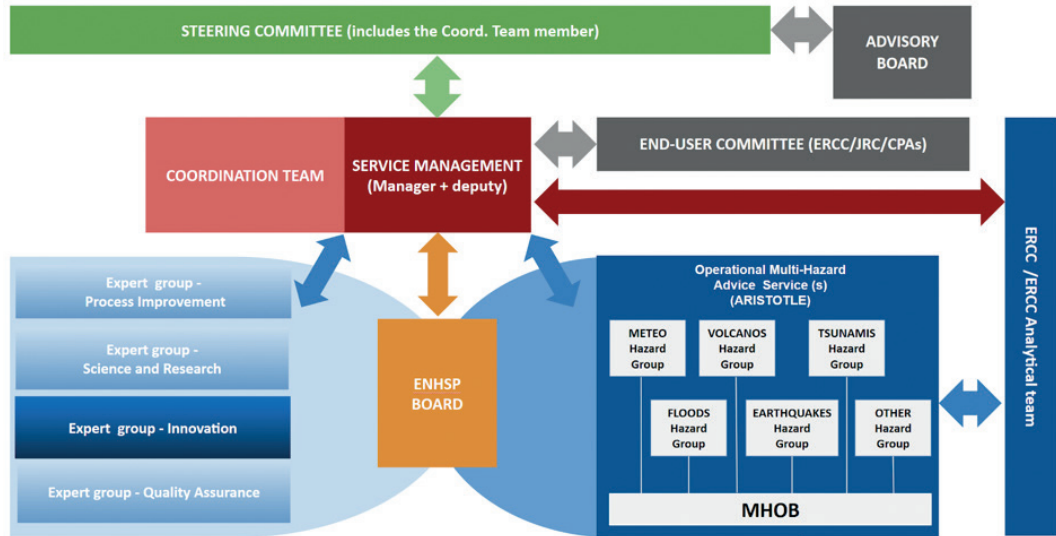 STEERING COMMITTEE (includes the Coord. Team member)
ADVISORY
BOARD
COORDINATION TEAM
SERVICE MANAGEMENT
(Manager + deputy)
END-USER COMMITTEE (ERCC/JRC/CPAs)
ERCC /ERCC Analytical team
Expert group -
Process Improvement
Expert group -
Science and Research
Expert group - Innovation
Expert group - Quality Assurance
ENHSP
BOARD
Operational Multi-Hazard
Advice Service (s)
(ARISTOTLE)
METEO
Hazard
Group
VOLCANOS
Hazard
Group
TSUNAMIS
Hazard
Group
FLOODS
Hazard
Group
EARTHQUAKES
Hazard
Group
OTHER
Hazard
Group
MHOB